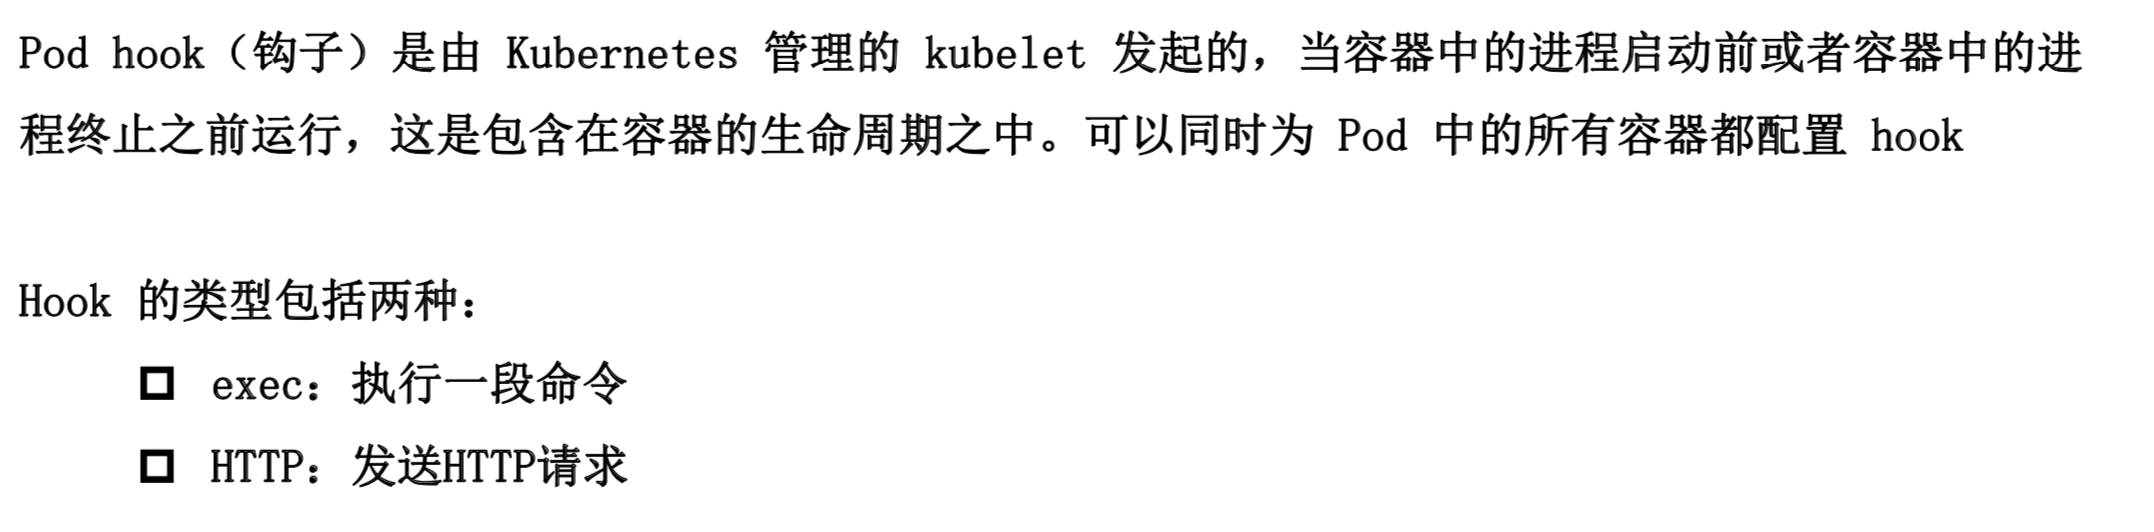 Pod hook（钩子）是由 Kubernetes 管理的 kubelet 发起的，当容器中的进程启动前或者容器中的进
程终止之前运行，这是包含在容器的生命周期之中。可以同时为 Pod 中的所有容器都配置 hook
Hook 的类型包括两种：
exec：执行一段命令
HTTP：发送HTTP请求